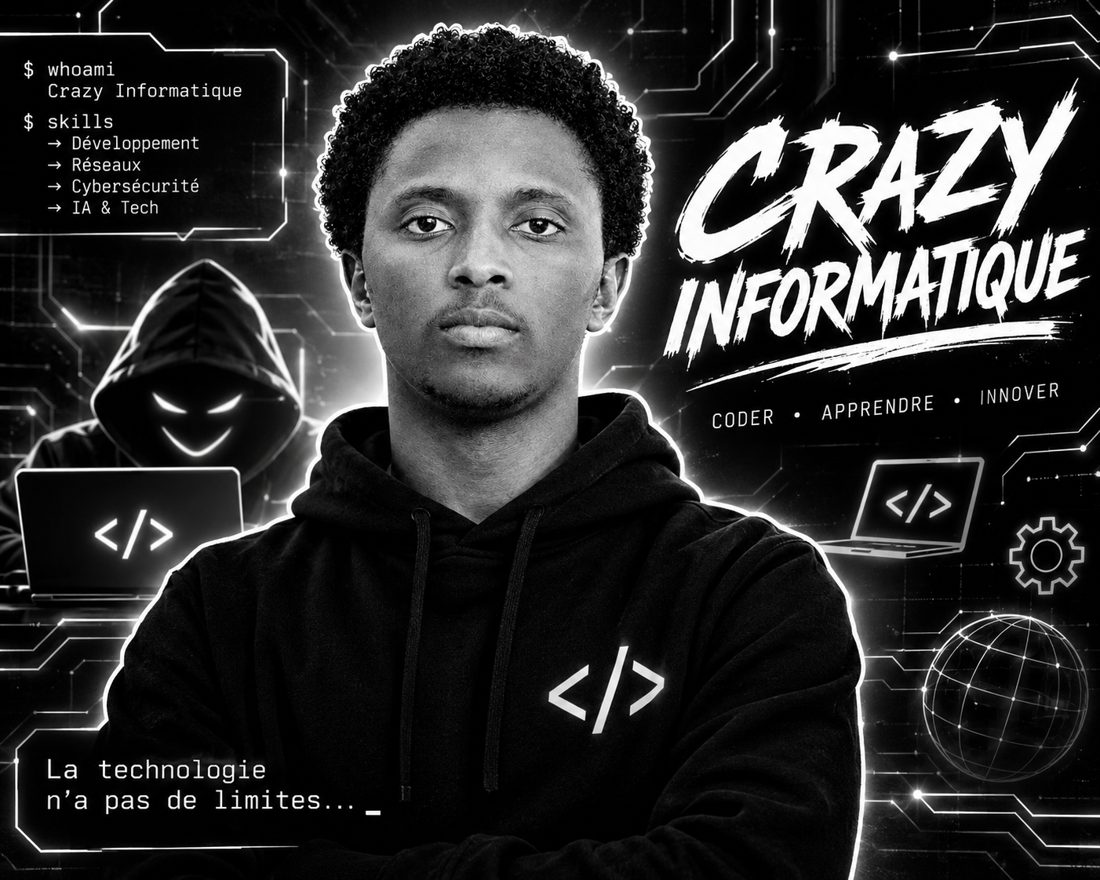 $ whoami
Crazy Informatique
$ skills
→ Développement
→ Réseaux
→ Cybersécurité
→ IA & Tech
CRAZY
INFORMATIQUE
CODER • APPRENDRE • INNOVER
</>
</>
</>
La technologie
n’a pas de limites... _